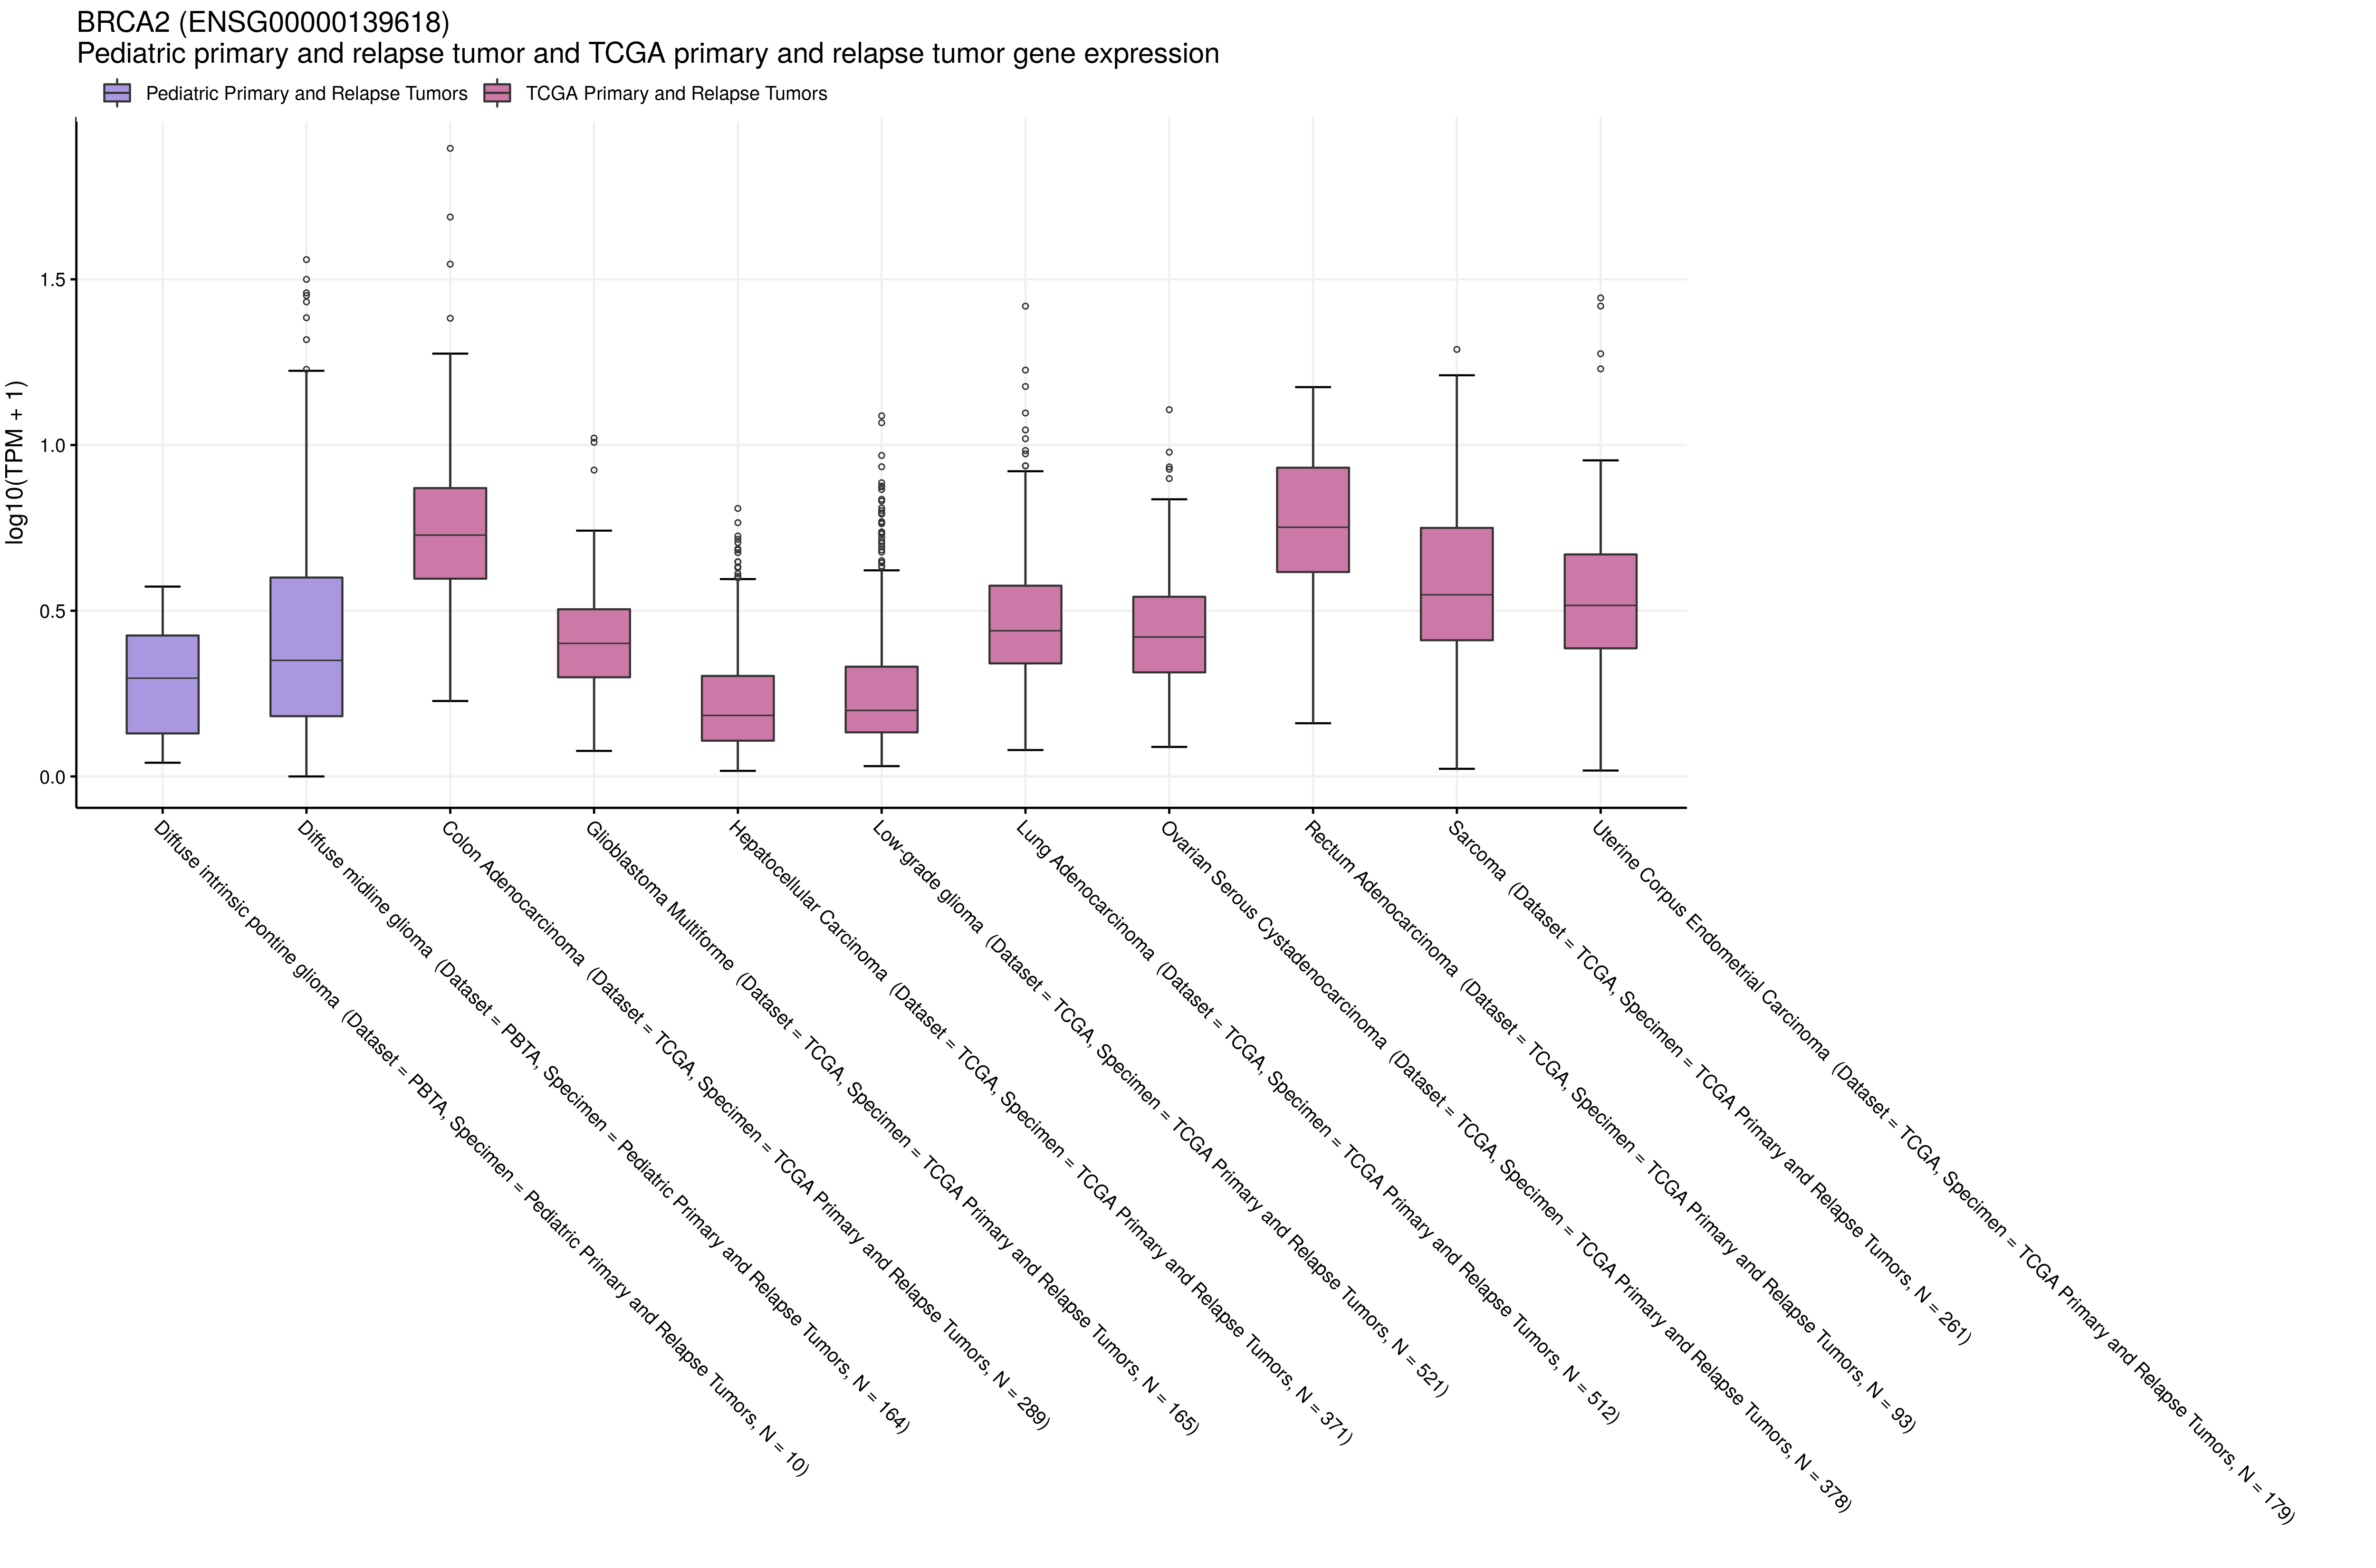 BRCA2 (ENSG00000139618)
Pediatric primary and relapse tumor and TCGA primary and relapse tumor gene expression
Pediatric Primary and Relapse Tumors
TCGA Primary and Relapse Tumors
log10(TPM + 1)
1.5
1.0
0.5
0.0
Diffuse intrinsic pontine glioma (Dataset = PBTA, Specimen = Pediatric Primary and Relapse Tumors, N = 10)
Diffuse midline glioma (Dataset = PBTA, Specimen = Pediatric Primary and Relapse Tumors, N = 164)
Colon Adenocarcinoma (Dataset = TCGA, Specimen = TCGA Primary and Relapse Tumors, N = 289)
Glioblastoma Multiforme (Dataset = TCGA, Specimen = TCGA Primary and Relapse Tumors, N = 165)
Hepatocellular Carcinoma (Dataset = TCGA, Specimen = TCGA Primary and Relapse Tumors, N = 371)
Low-grade glioma (Dataset = TCGA, Specimen = TCGA Primary and Relapse Tumors, N = 521)
Lung Adenocarcinoma (Dataset = TCGA, Specimen = TCGA Primary and Relapse Tumors, N = 512)
Ovarian Serous Cystadenocarcinoma (Dataset = TCGA, Specimen = TCGA Primary and Relapse Tumors, N = 378)
Rectum Adenocarcinoma (Dataset = TCGA, Specimen = TCGA Primary and Relapse Tumors, N = 93)
Sarcoma (Dataset = TCGA, Specimen = TCGA Primary and Relapse Tumors, N = 261)
Uterine Corpus Endometrial Carcinoma (Dataset = TCGA, Specimen = TCGA Primary and Relapse Tumors, N = 179)